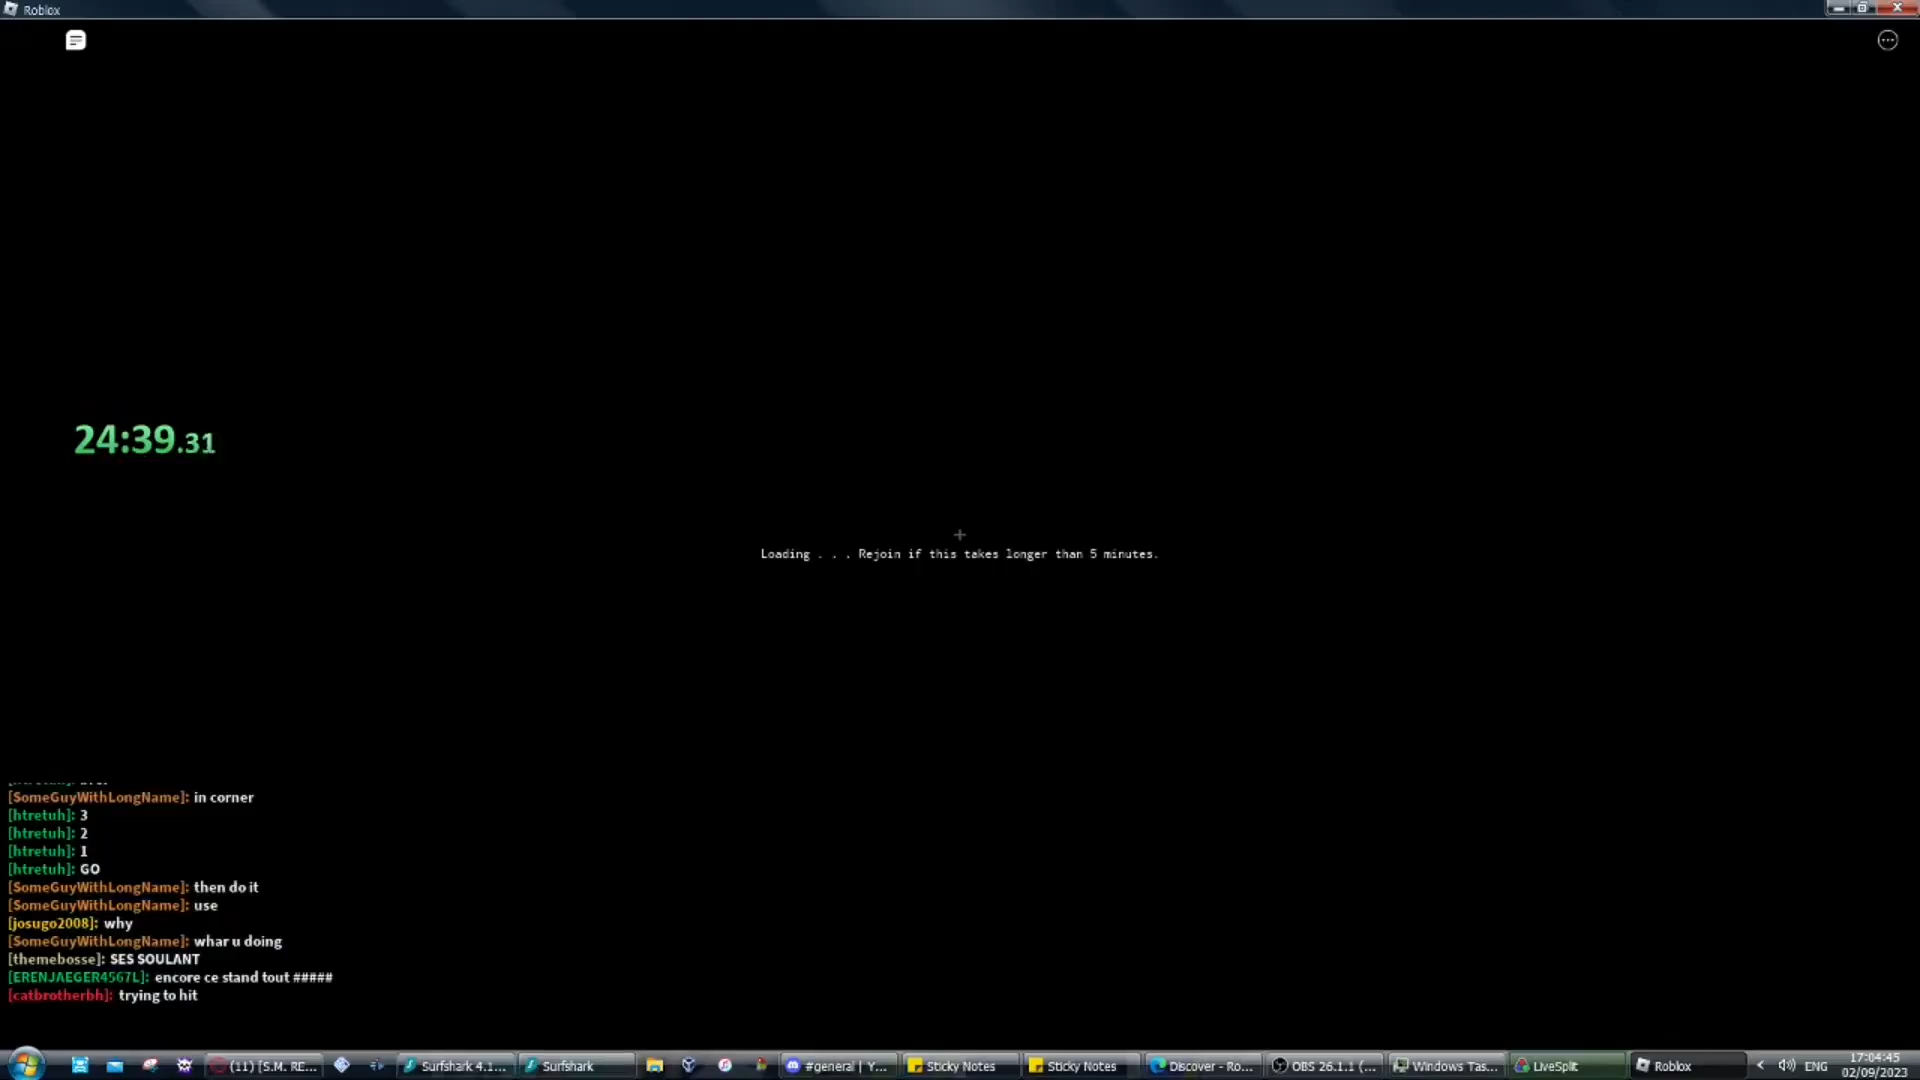 Roblox
24:39.31
Loading . . . Rejoin if this takes longer than 5 minutes.
[SomeGuyWithLongName]: in corner
[htretuh]: 3
[htretuh]: 2
[htretuh]: 1
[htretuh]: GO
[SomeGuyWithLongName]: then do it
[SomeGuyWithLongName]: use
[josugo2008]: why
[SomeGuyWithLongName]: whar u doing
[themebosse]: SES SOULANT
[ERENJAEGER4567L]: encore ce stand tout #####
[catbrotherbh]: trying to hit
(11) [S.M. RE... Surfshark 4.1... Surfshark #general | Y... Sticky Notes Sticky Notes Discover - Ro... OBS 26.1.1 (... Windows Tas... LiveSplit Roblox ENG 17:04:45
02/09/2023